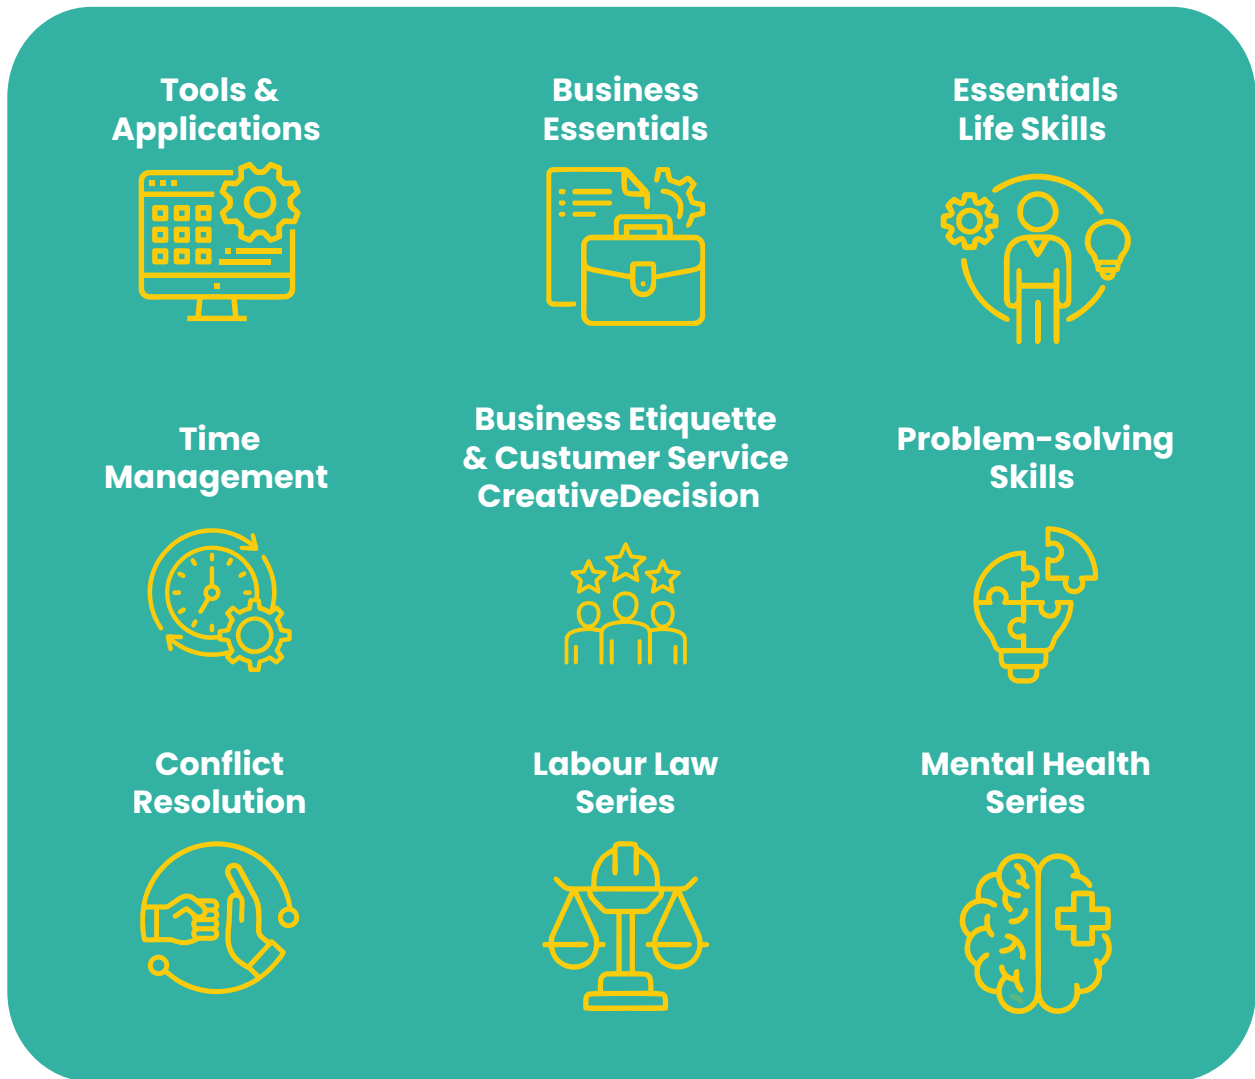 Tools &
Applications
Business
Essentials
Essentials
Life Skills
Time
Management
Business Etiquette
& Custumer Service
CreativeDecision
Problem-solving
Skills
Conflict
Resolution
Labour Law
Series
Mental Health
Series